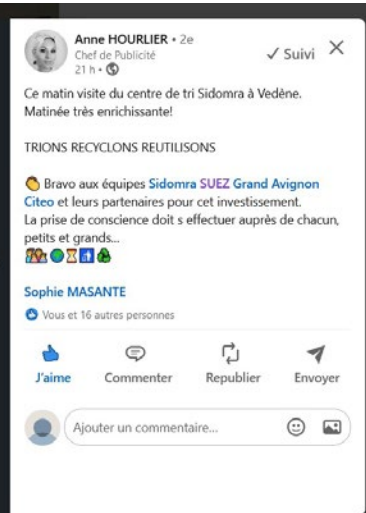 Anne HOURLIER • 2e
Chef de Publicité
21 h •
✓ Suivi
Ce matin visite du centre de tri Sidomra à Vedène.
Matinée très enrichissante!
TRIONS RECYCLONS REUTILISONS
👏 Bravo aux équipes Sidomra SUEZ Grand Avignon
Citeo et leurs partenaires pour cet investissement.
La prise de conscience doit s effectuer auprès de chacun,
petits et grands...
Sophie MASANTE
Vous et 16 autres personnes
J'aime Commenter Republier Envoyer
Ajouter un commentaire...